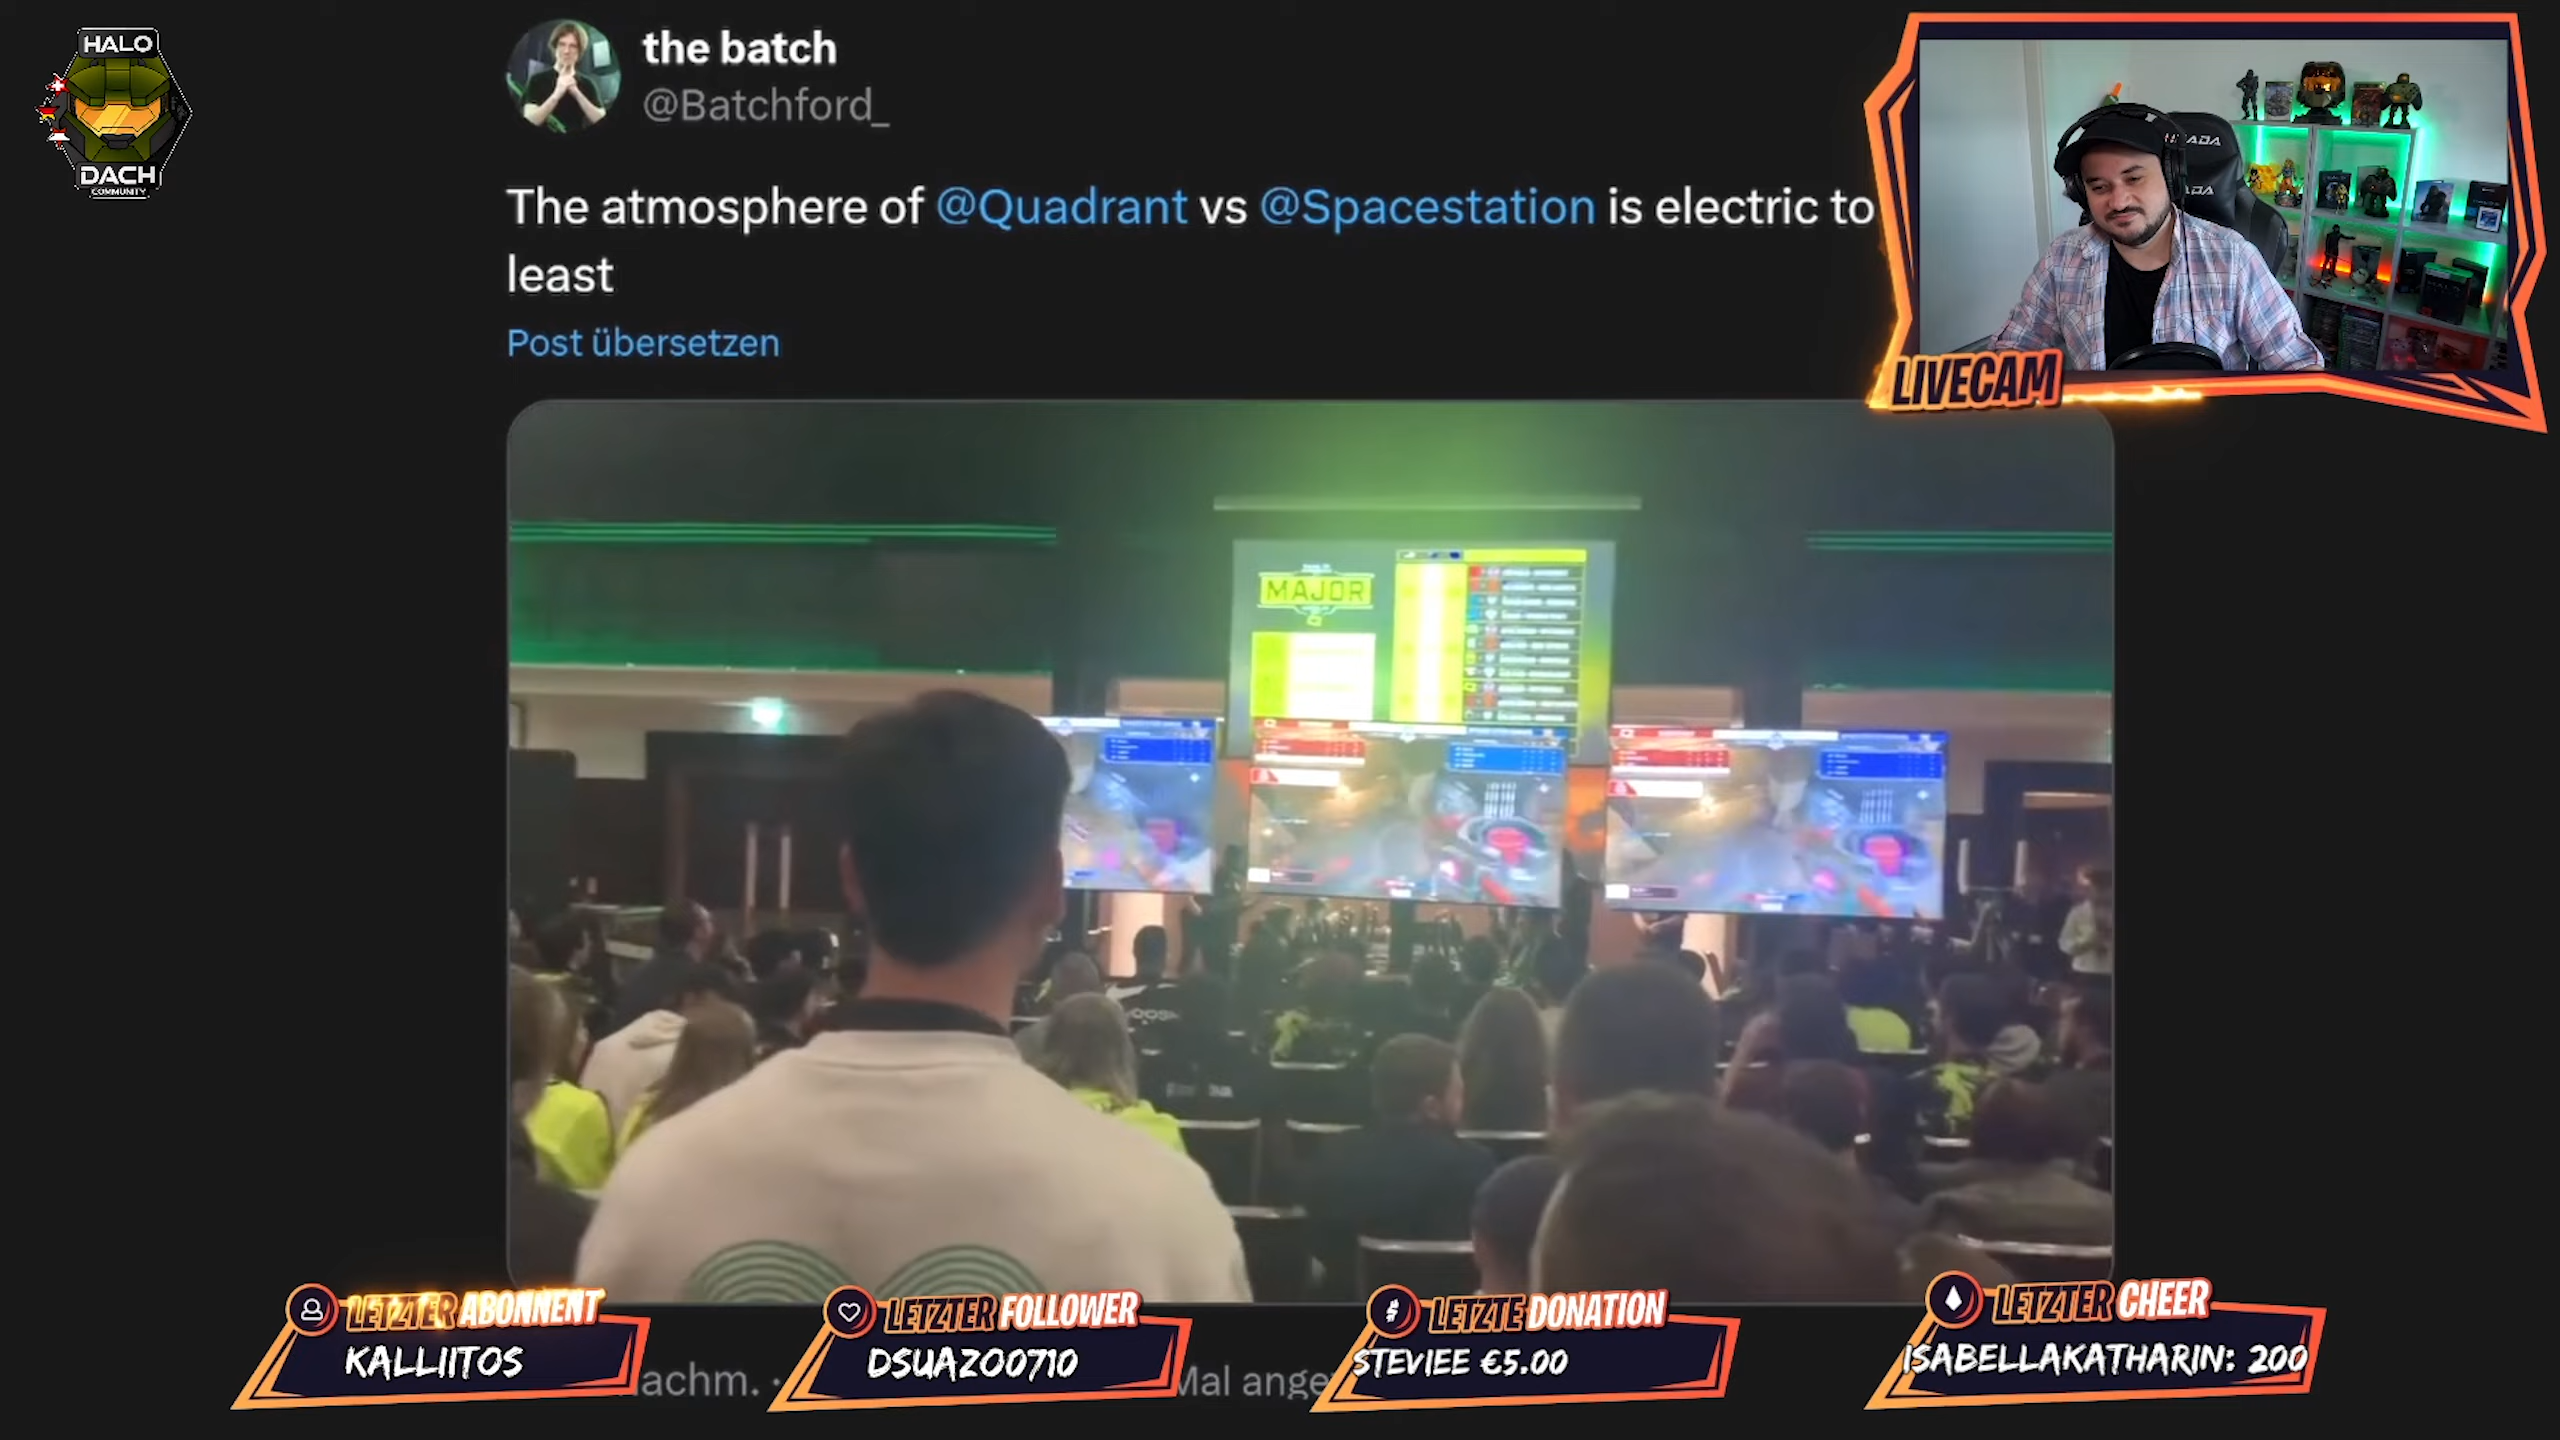 HALO
DACH
COMMUNITY
the batch
@Batchford_
The atmosphere of @Quadrant vs @Spacestation is electric to
least
Post übersetzen
LIVECAM
MAJOR
LETZTER ABONNENT
KALLIITOS
LETZTER FOLLOWER
DSUAZO0710
LETZTE DONATION
STEVIEE €5.00
LETZTER CHEER
ISABELLAKATHARIN: 200
achm. ·
Mal ange